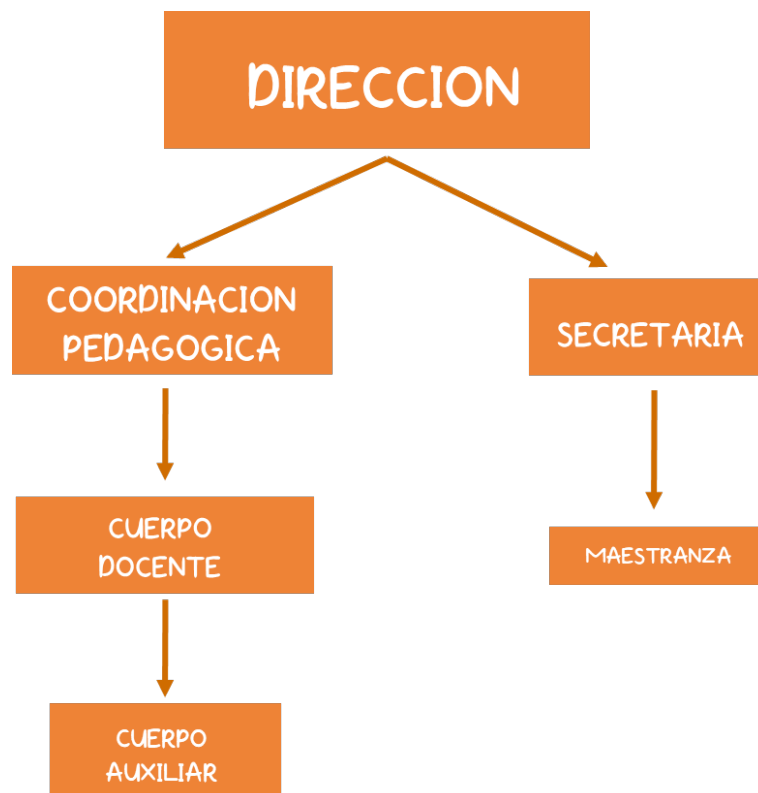 DIRECCION
COORDINACION
PEDAGOGICA
SECRETARIA
CUERPO
DOCENTE
MAESTRANZA
CUERPO
AUXILIAR